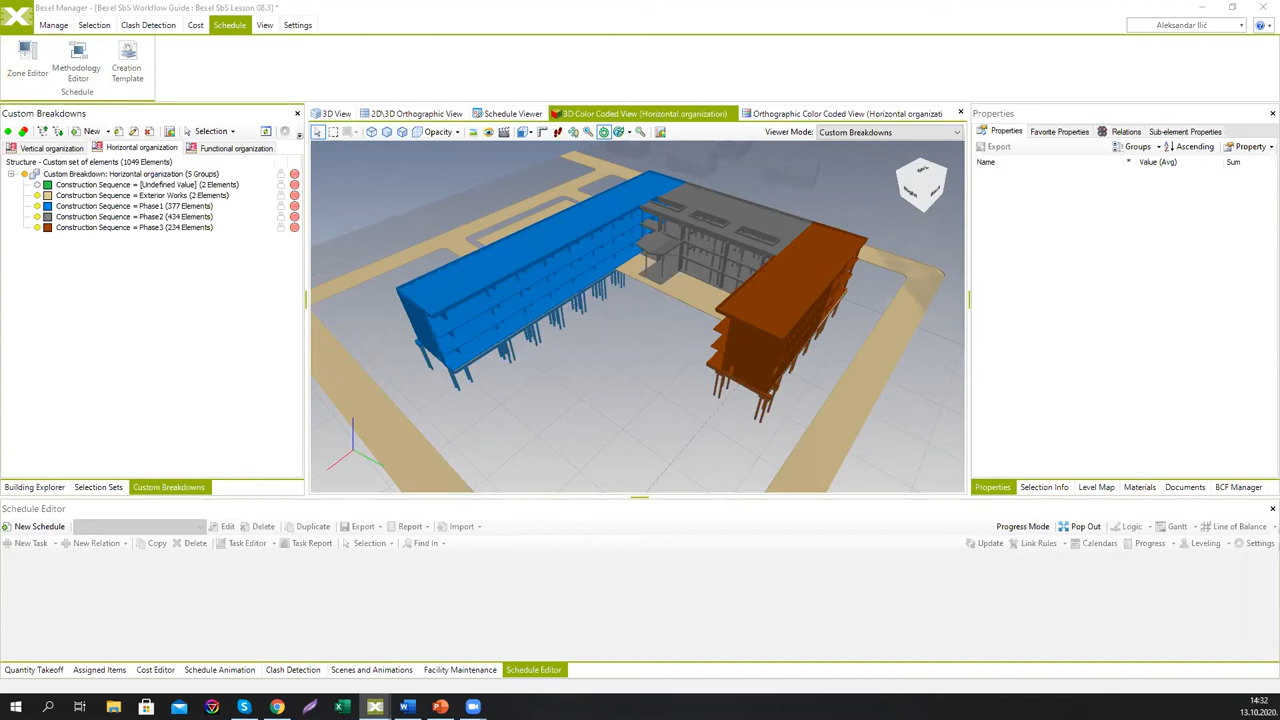 Bexel Manager - [Bexel SbS Workflow Guide : Bexel SbS Lesson 08.3] *
Manage Selection Clash Detection Cost Schedule View Settings
Aleksandar Ilić
Zone Editor
Methodology Editor
Creation Template
Schedule
Custom Breakdowns
New Selection
Vertical organization Horizontal organization Functional organization
Structure - Custom set of elements (1049 Elements)
Custom Breakdown: Horizontal organization (5 Groups)
Construction Sequence = [Undefined Value] (2 Elements)
Construction Sequence = Exterior Works (2 Elements)
Construction Sequence = Phase1 (377 Elements)
Construction Sequence = Phase2 (434 Elements)
Construction Sequence = Phase3 (234 Elements)
Building Explorer Selection Sets Custom Breakdowns
3D View 2D\3D Orthographic View Schedule Viewer 3D Color Coded View (Horizontal organization) Orthographic Color Coded View (Horizontal organizati
Opacity Viewer Mode: Custom Breakdowns
Properties
Properties Favorite Properties Relations Sub-element Properties
Export Groups Ascending Property
Name * Value (Avg) Sum
Properties Selection Info Level Map Materials Documents BCF Manager
Schedule Editor
New Schedule Edit Delete Duplicate Export Report Import Progress Mode Pop Out Logic Gantt Line of Balance
New Task New Relation Copy Delete Task Editor Task Report Selection Find In Update Link Rules Calendars Progress Leveling Settings
Quantity Takeoff Assigned Items Cost Editor Schedule Animation Clash Detection Scenes and Animations Facility Maintenance Schedule Editor
14:32
13.10.2020.